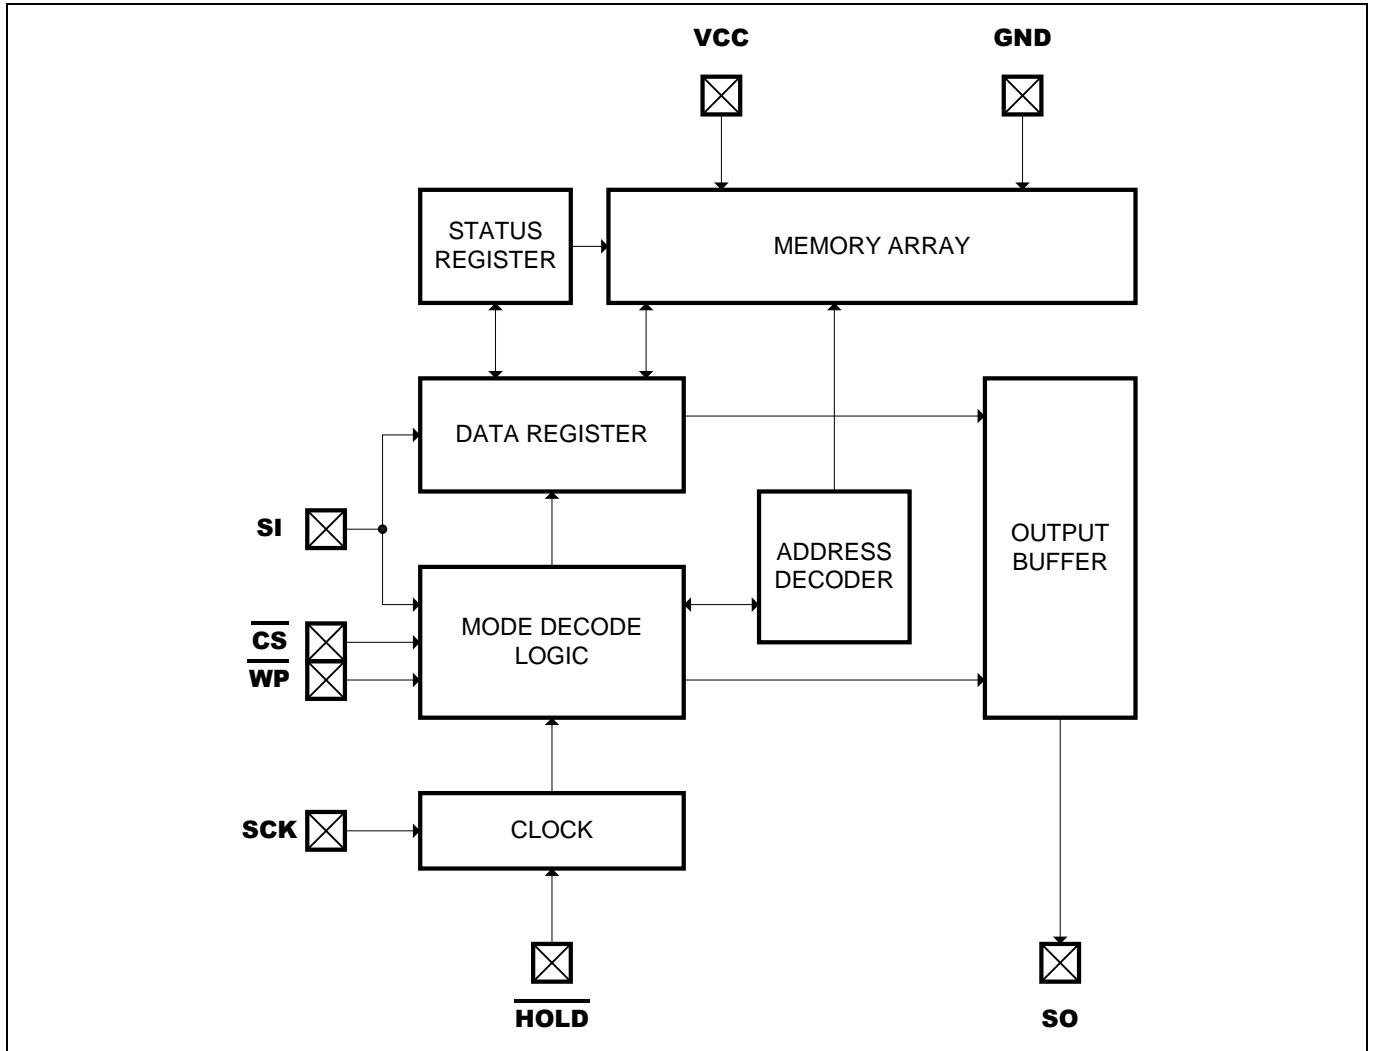 VCC
GND
STATUS
REGISTER
MEMORY ARRAY
DATA REGISTER
SI
ADDRESS
DECODER
OUTPUT
BUFFER
CS
WP
MODE DECODE
LOGIC
SCK
CLOCK
HOLD
SO